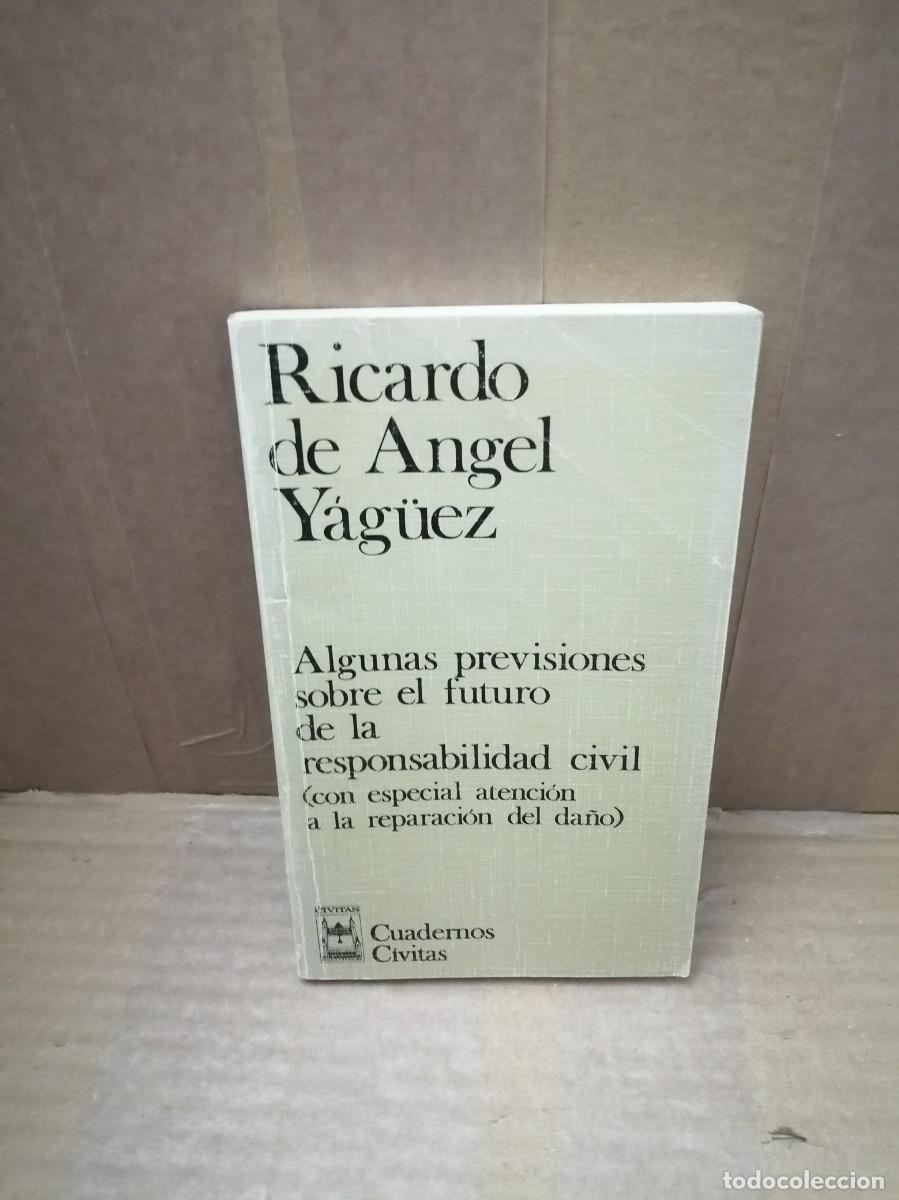 Ricardo
de Angel
Yágüez
Algunas previsiones
sobre el futuro
de la
responsabilidad civil
(con especial atención
a la reparación del daño)
CIVITAS
Cuadernos
Cívitas
todocoleccion